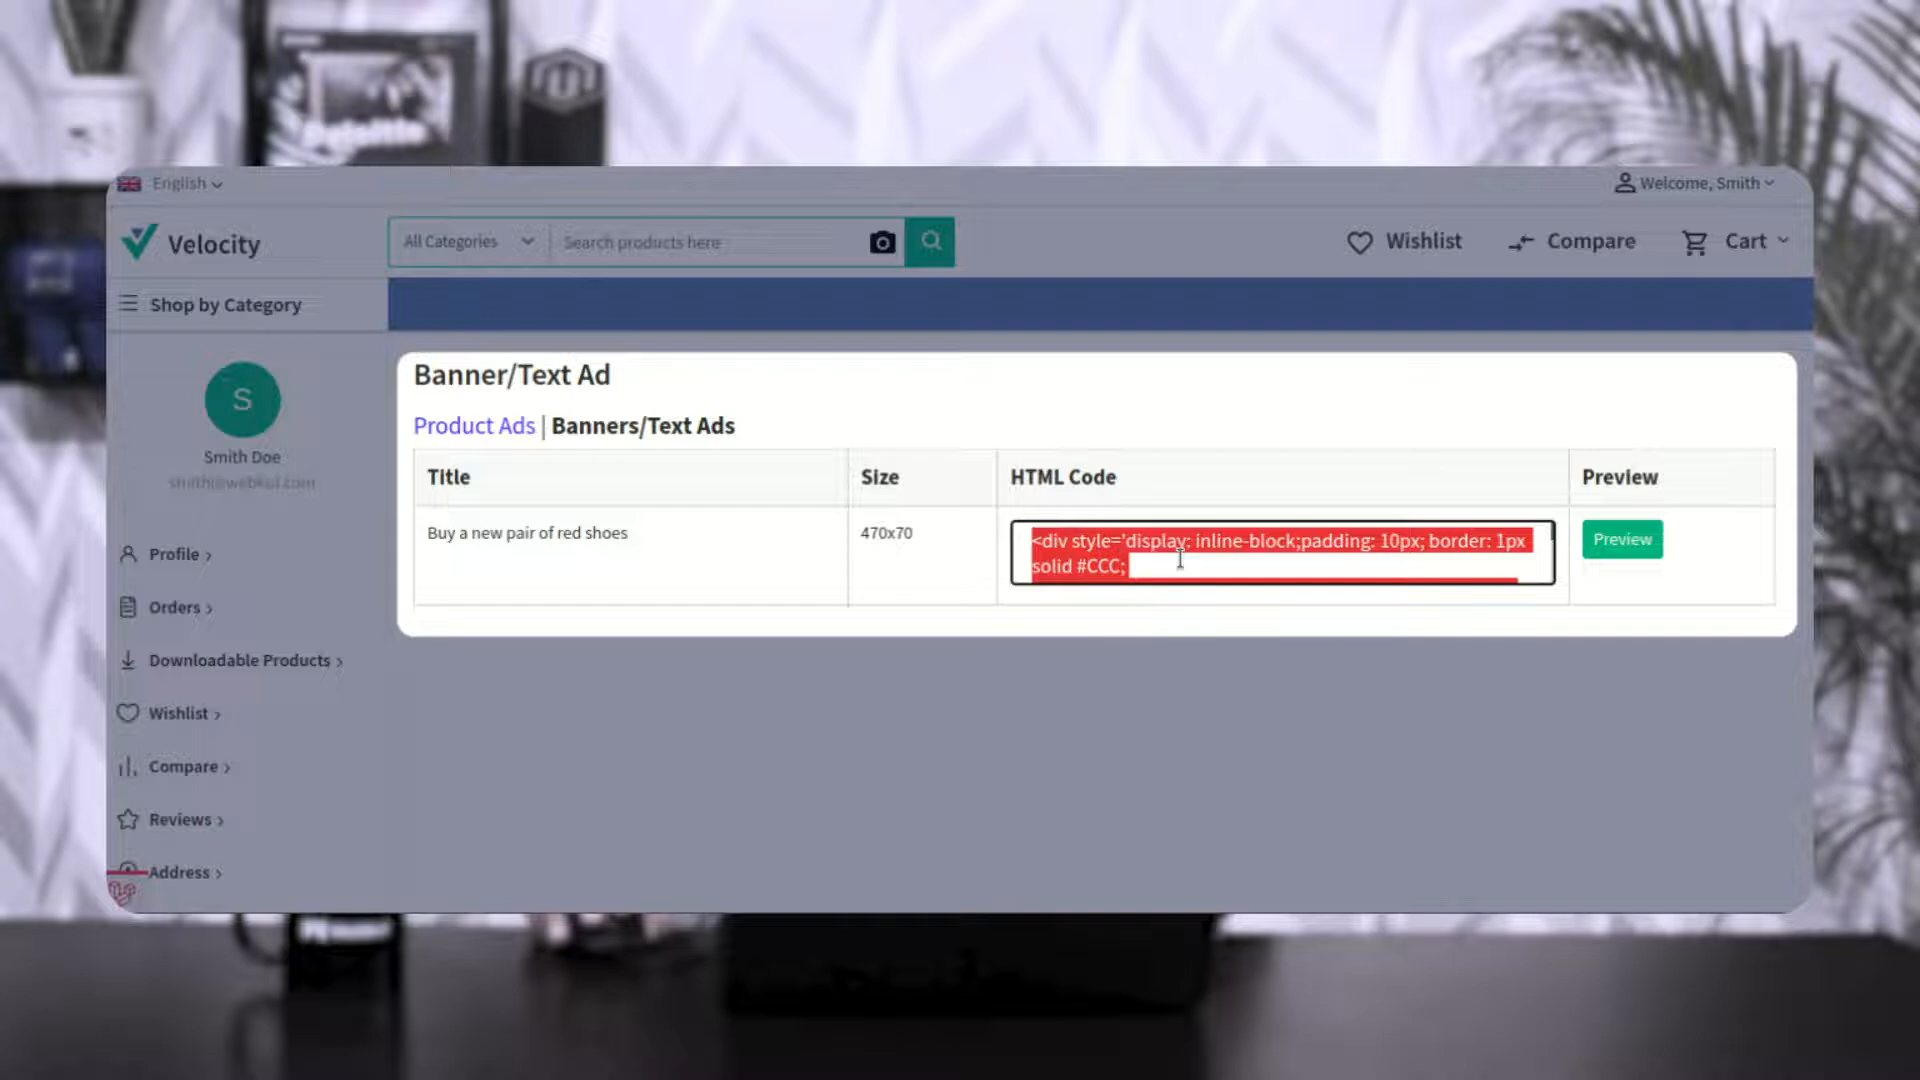 English
Welcome, Smith
Velocity
All Categories
Search products here
Wishlist
Compare
Cart
Shop by Category
S
Smith Doe
smith@webkul.com
Profile
Orders
Downloadable Products
Wishlist
Compare
Reviews
Address
Banner/Text Ad
Product Ads | Banners/Text Ads
Title
Size
HTML Code
Preview
Buy a new pair of red shoes
470x70
<div style='display: inline-block;padding: 10px; border: 1px
solid #CCC;
Preview